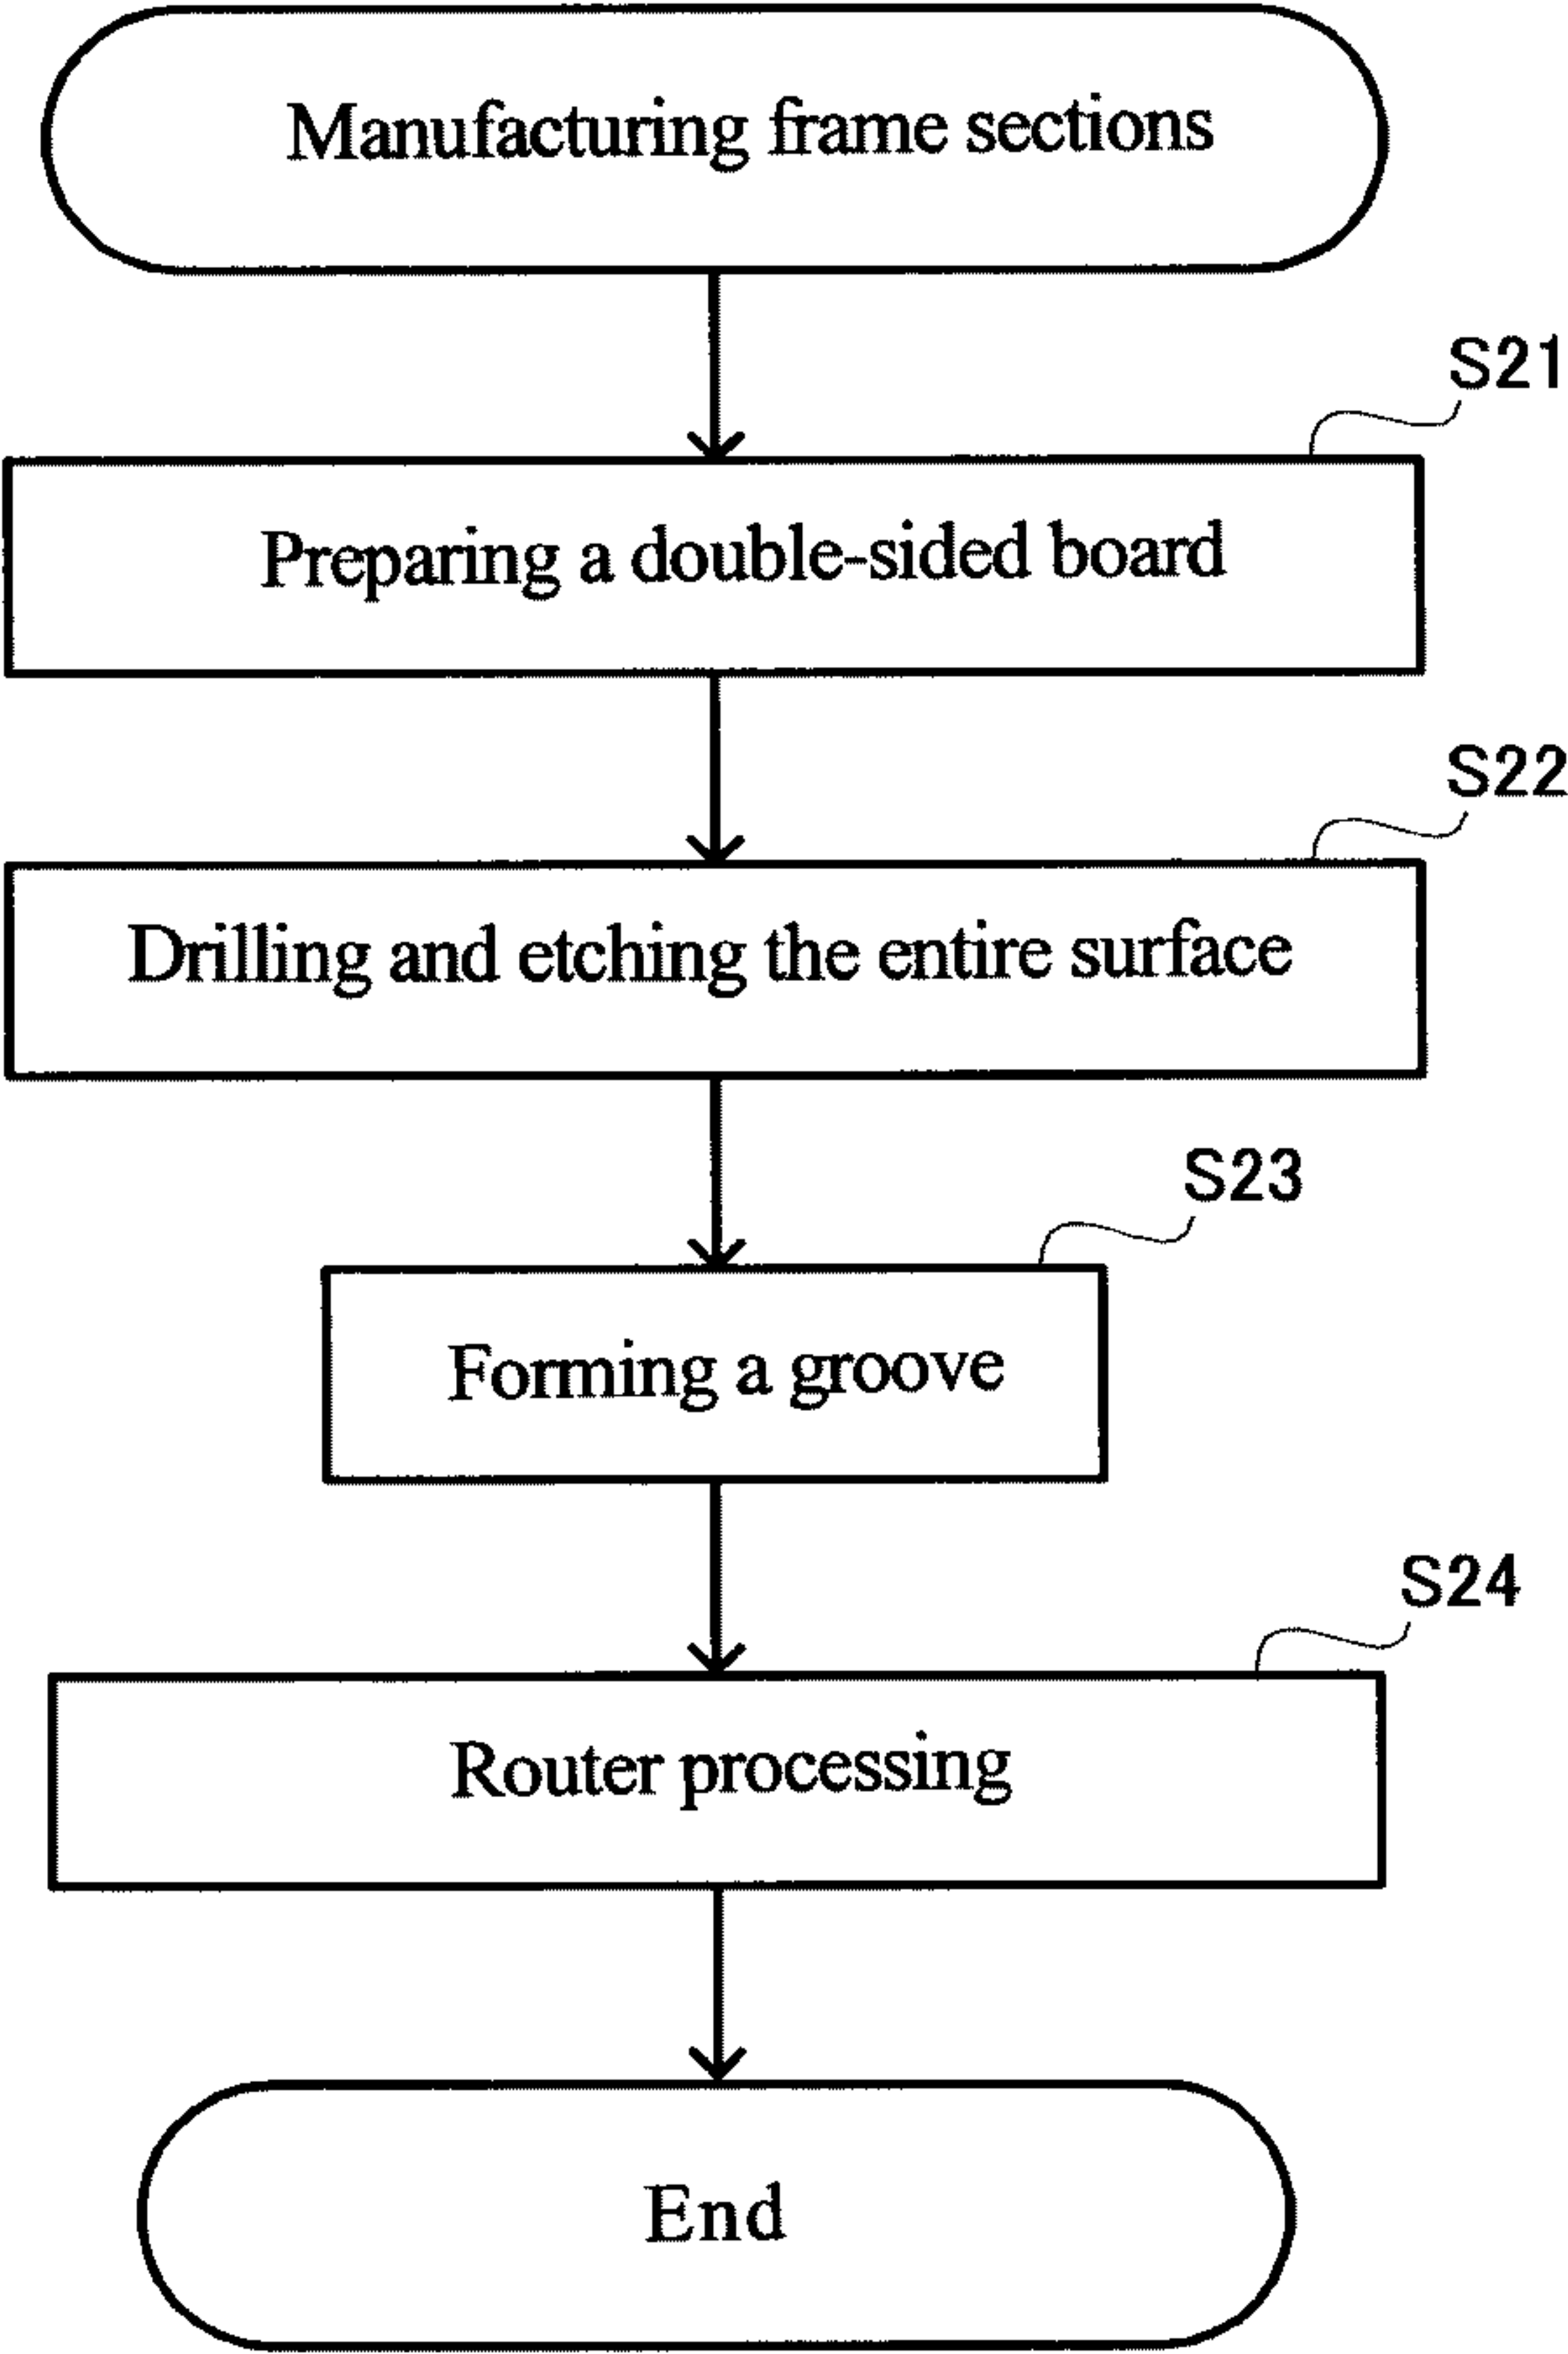 Manufacturing frame sections
S21
Preparing a double-sided board
S22
Drilling and etching the entire surface
S23
Forming a groove
S24
Router processing
End